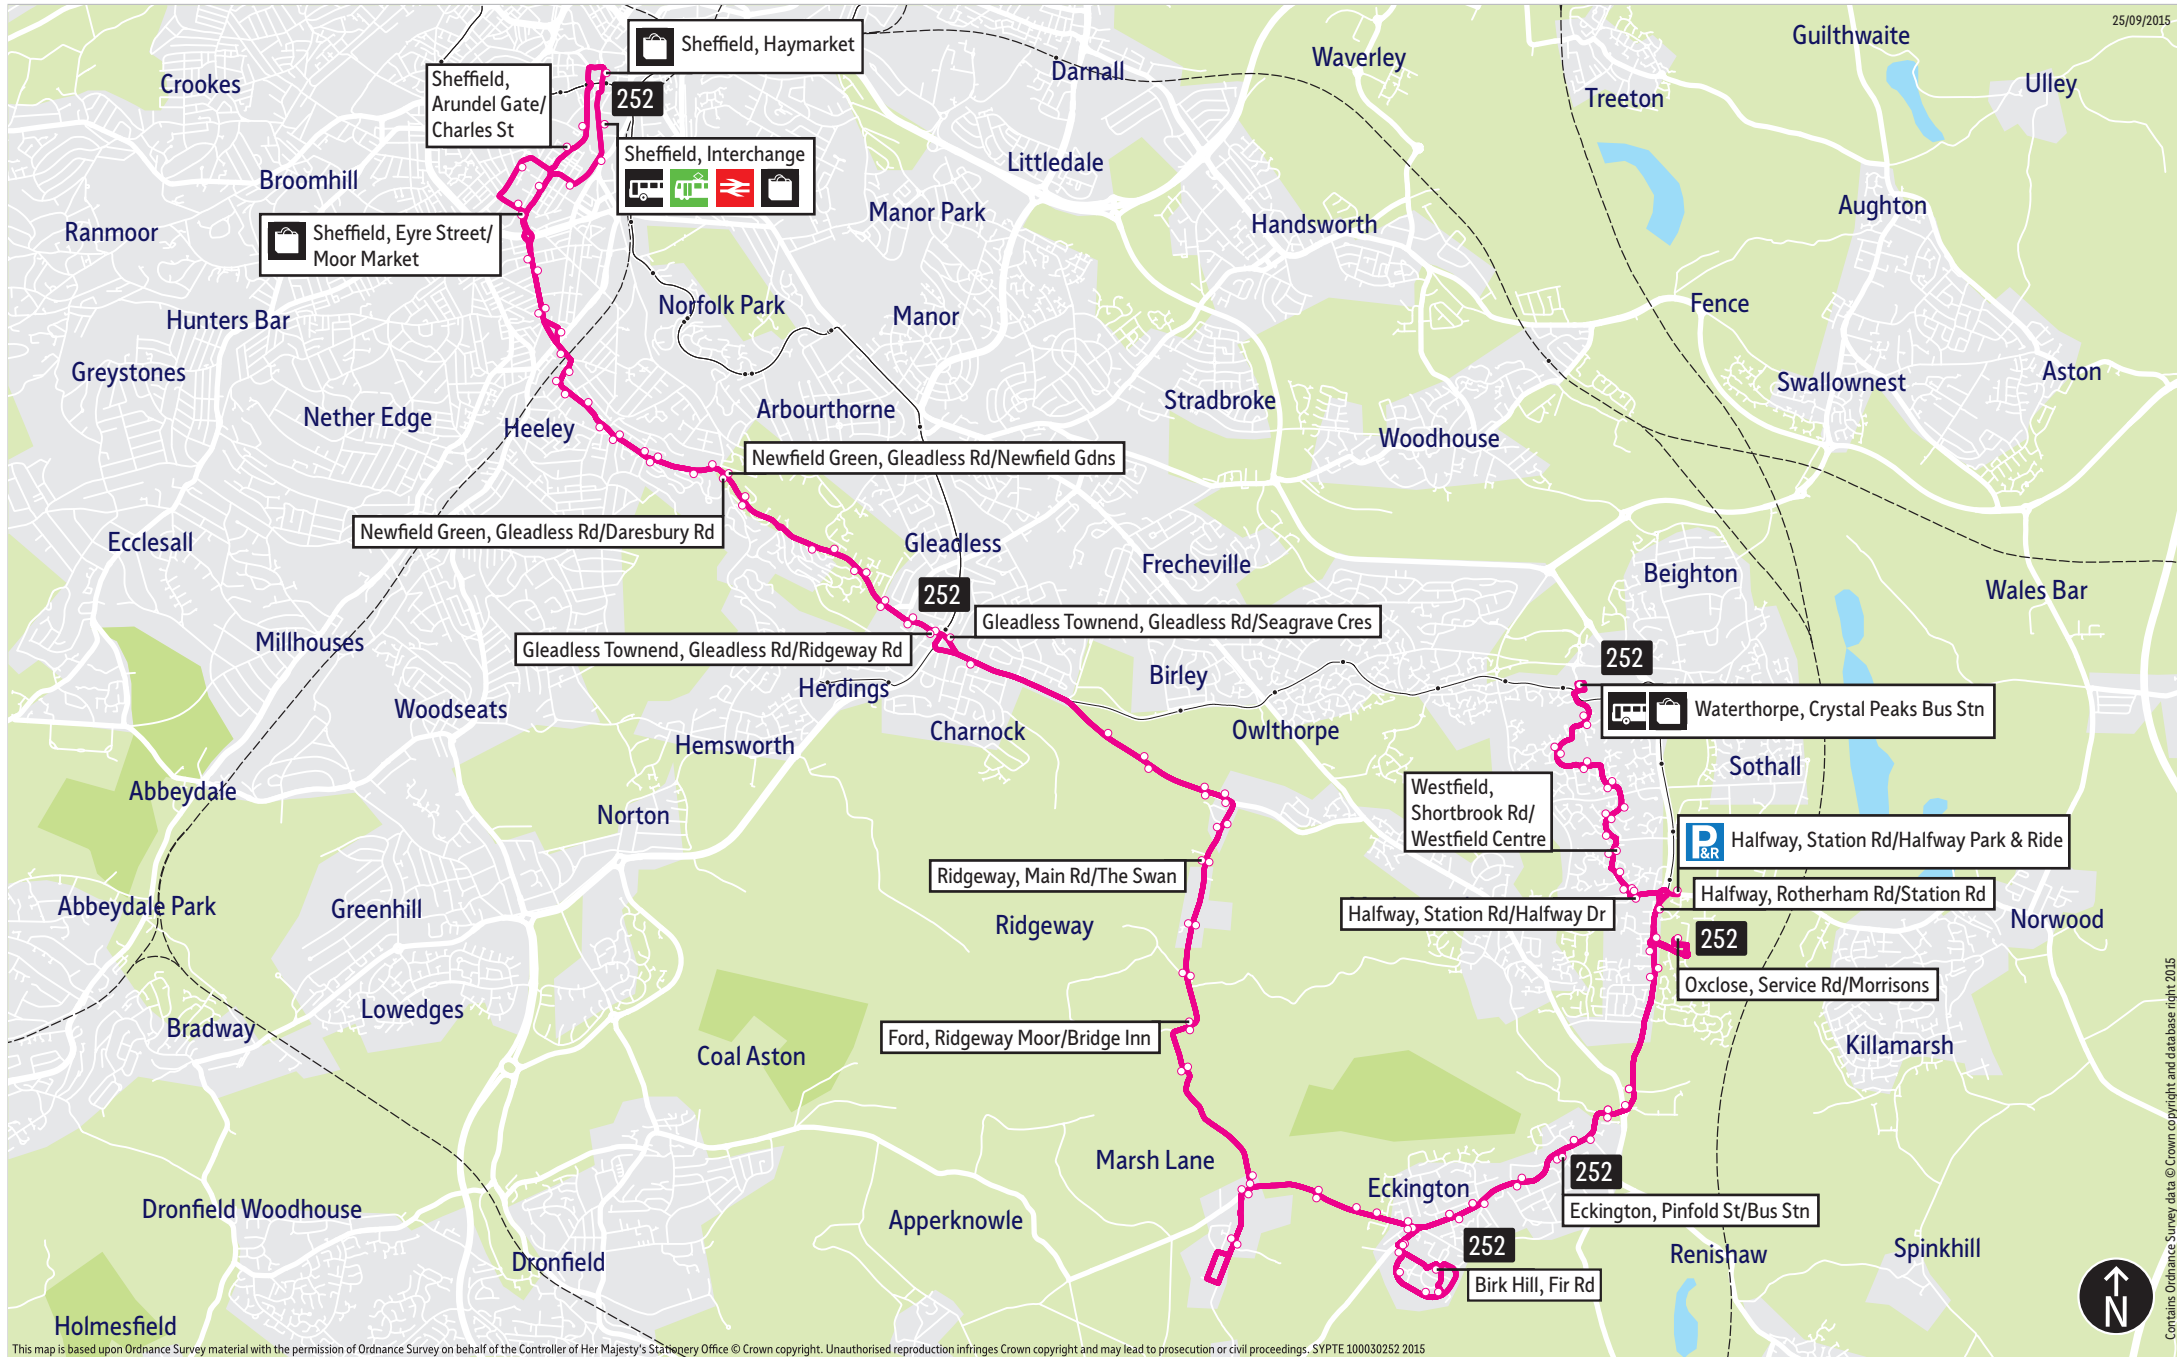 25/09/2015
Sheffield, Haymarket
Guilthwaite
Waverley
Darnall
Ulley
Crookes
Sheffield,
Arundel Gate/
Charles St
252
Treeton
Sheffield, Interchange
Littledale
Broomhill
Manor Park
Aughton
Ranmoor
Sheffield, Eyre Street/
Moor Market
Handsworth
Norfolk Park
Fence
Hunters Bar
Manor
Greystones
Aston
Swallownest
Stradbroke
Nether Edge
Arbourthorne
Heeley
Woodhouse
Newfield Green, Gleadless Rd/Newfield Gdns
Newfield Green, Gleadless Rd/Daresbury Rd
Ecclesall
Gleadless
Frecheville
Beighton
252
Wales Bar
Gleadless Townend, Gleadless Rd/Seagrave Cres
Millhouses
Gleadless Townend, Gleadless Rd/Ridgeway Rd
252
Birley
Herdings
Woodseats
Waterthorpe, Crystal Peaks Bus Stn
Charnock
Owlthorpe
Hemsworth
Sothall
Abbeydale
Westfield,
Shortbrook Rd/
Westfield Centre
Norton
P&R
Halfway, Station Rd/Halfway Park & Ride
Ridgeway, Main Rd/The Swan
Halfway, Rotherham Rd/Station Rd
Abbeydale Park
Greenhill
Halfway, Station Rd/Halfway Dr
Norwood
Ridgeway
252
Oxclose, Service Rd/Morrisons
Lowedges
Bradway
Ford, Ridgeway Moor/Bridge Inn
Killamarsh
Coal Aston
Marsh Lane
252
Eckington
Dronfield Woodhouse
Eckington, Pinfold St/Bus Stn
Apperknowle
252
Renishaw
Spinkhill
Dronfield
Birk Hill, Fir Rd
N
Holmesfield
This map is based upon Ordnance Survey material with the permission of Ordnance Survey on behalf of the Controller of Her Majesty's Stationery Office © Crown copyright. Unauthorised reproduction infringes Crown copyright and may lead to prosecution or civil proceedings. SYPTE 100030252 2015
Contains Ordnance Survey data © Crown copyright and database right 2015